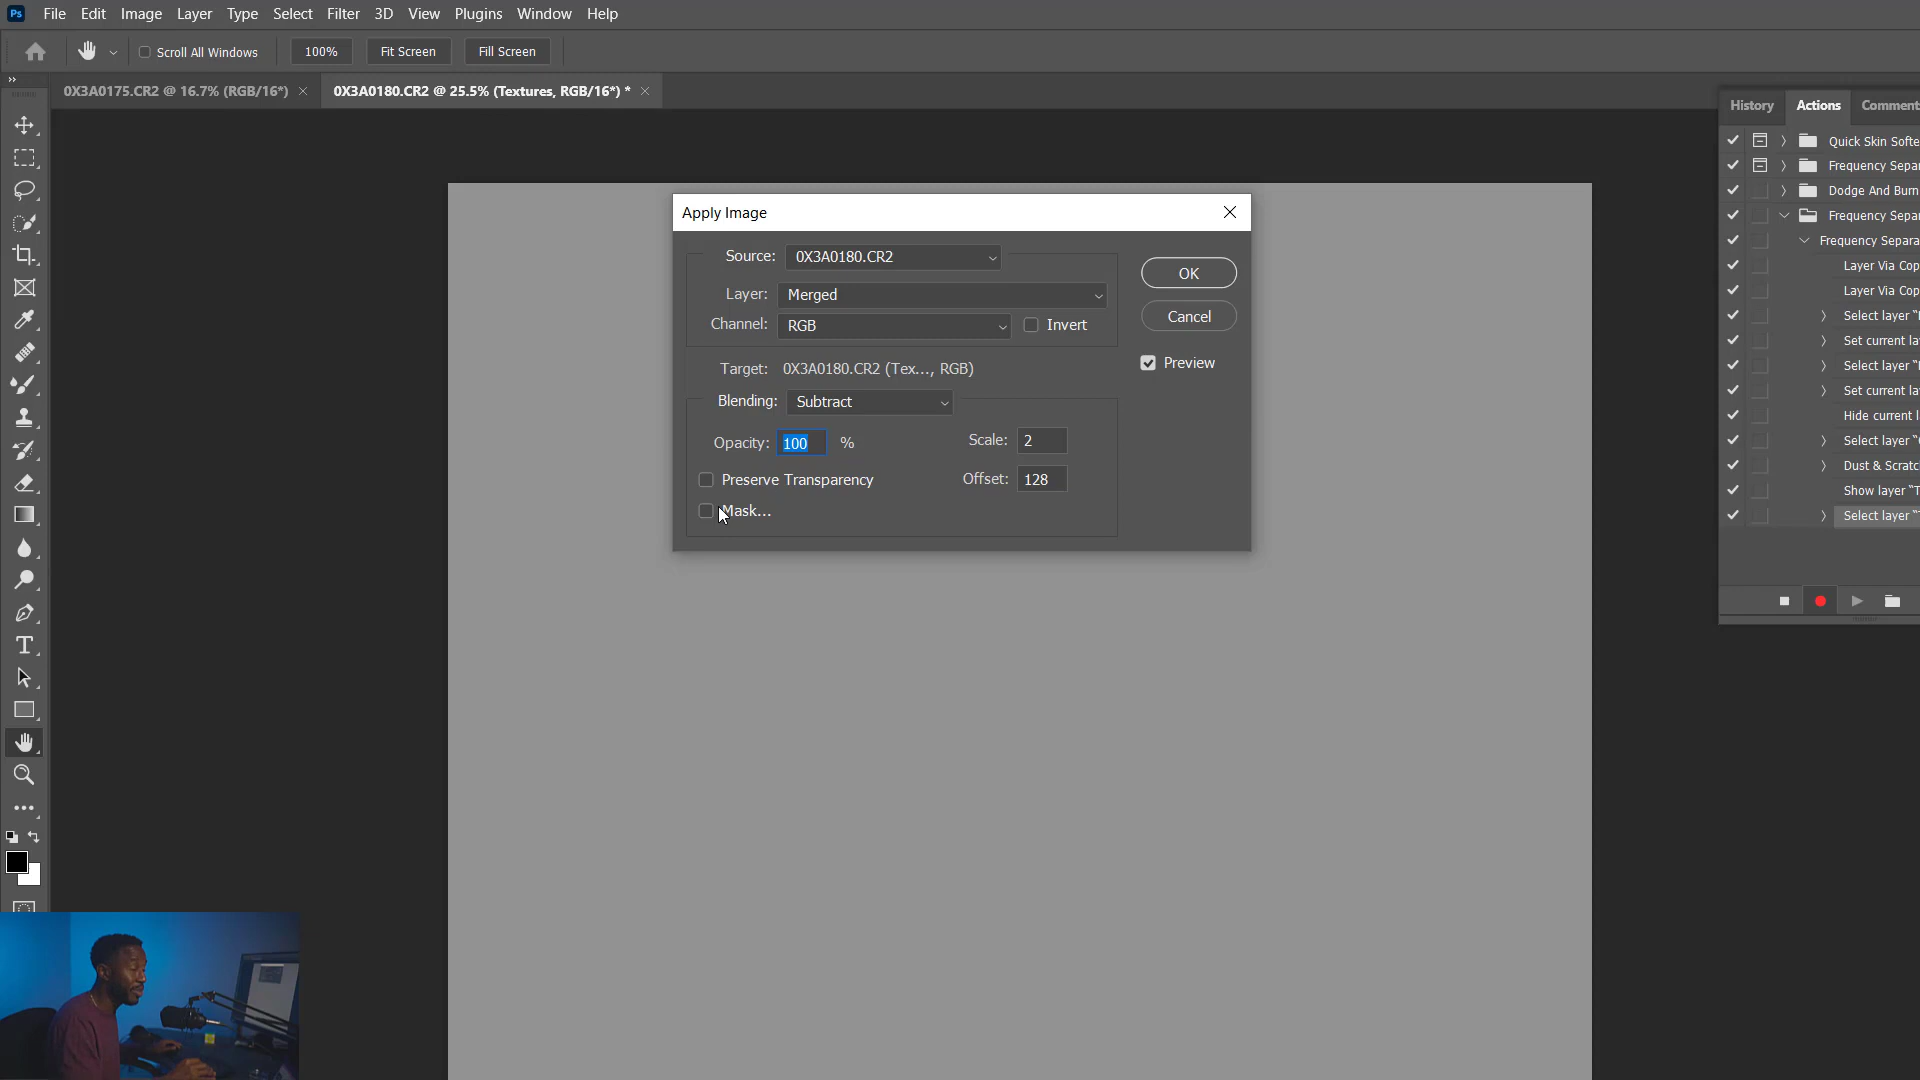 Ps File Edit Image Layer Type Select Filter 3D View Plugins Window Help
Scroll All Windows 100% Fit Screen Fill Screen
0X3A0175.CR2 @ 16.7% (RGB/16*) × 0X3A0180.CR2 @ 25.5% (Textures, RGB/16*) * ×
History Actions Comment
Quick Skin Softe
Frequency Separ
Dodge And Burn
Frequency Separ
Frequency Separa
Layer Via Cop
Layer Via Cop
Select layer "
Set current la
Select layer "
Set current la
Hide current l
Select layer "
Dust & Scratc
Show layer "T
Select layer "T
Apply Image
Source: 0X3A0180.CR2
OK
Layer: Merged
Cancel
Channel: RGB Invert
Preview
Target: 0X3A0180.CR2 (Tex..., RGB)
Blending: Subtract
Opacity: 100 % Scale: 2
Preserve Transparency Offset: 128
Mask...